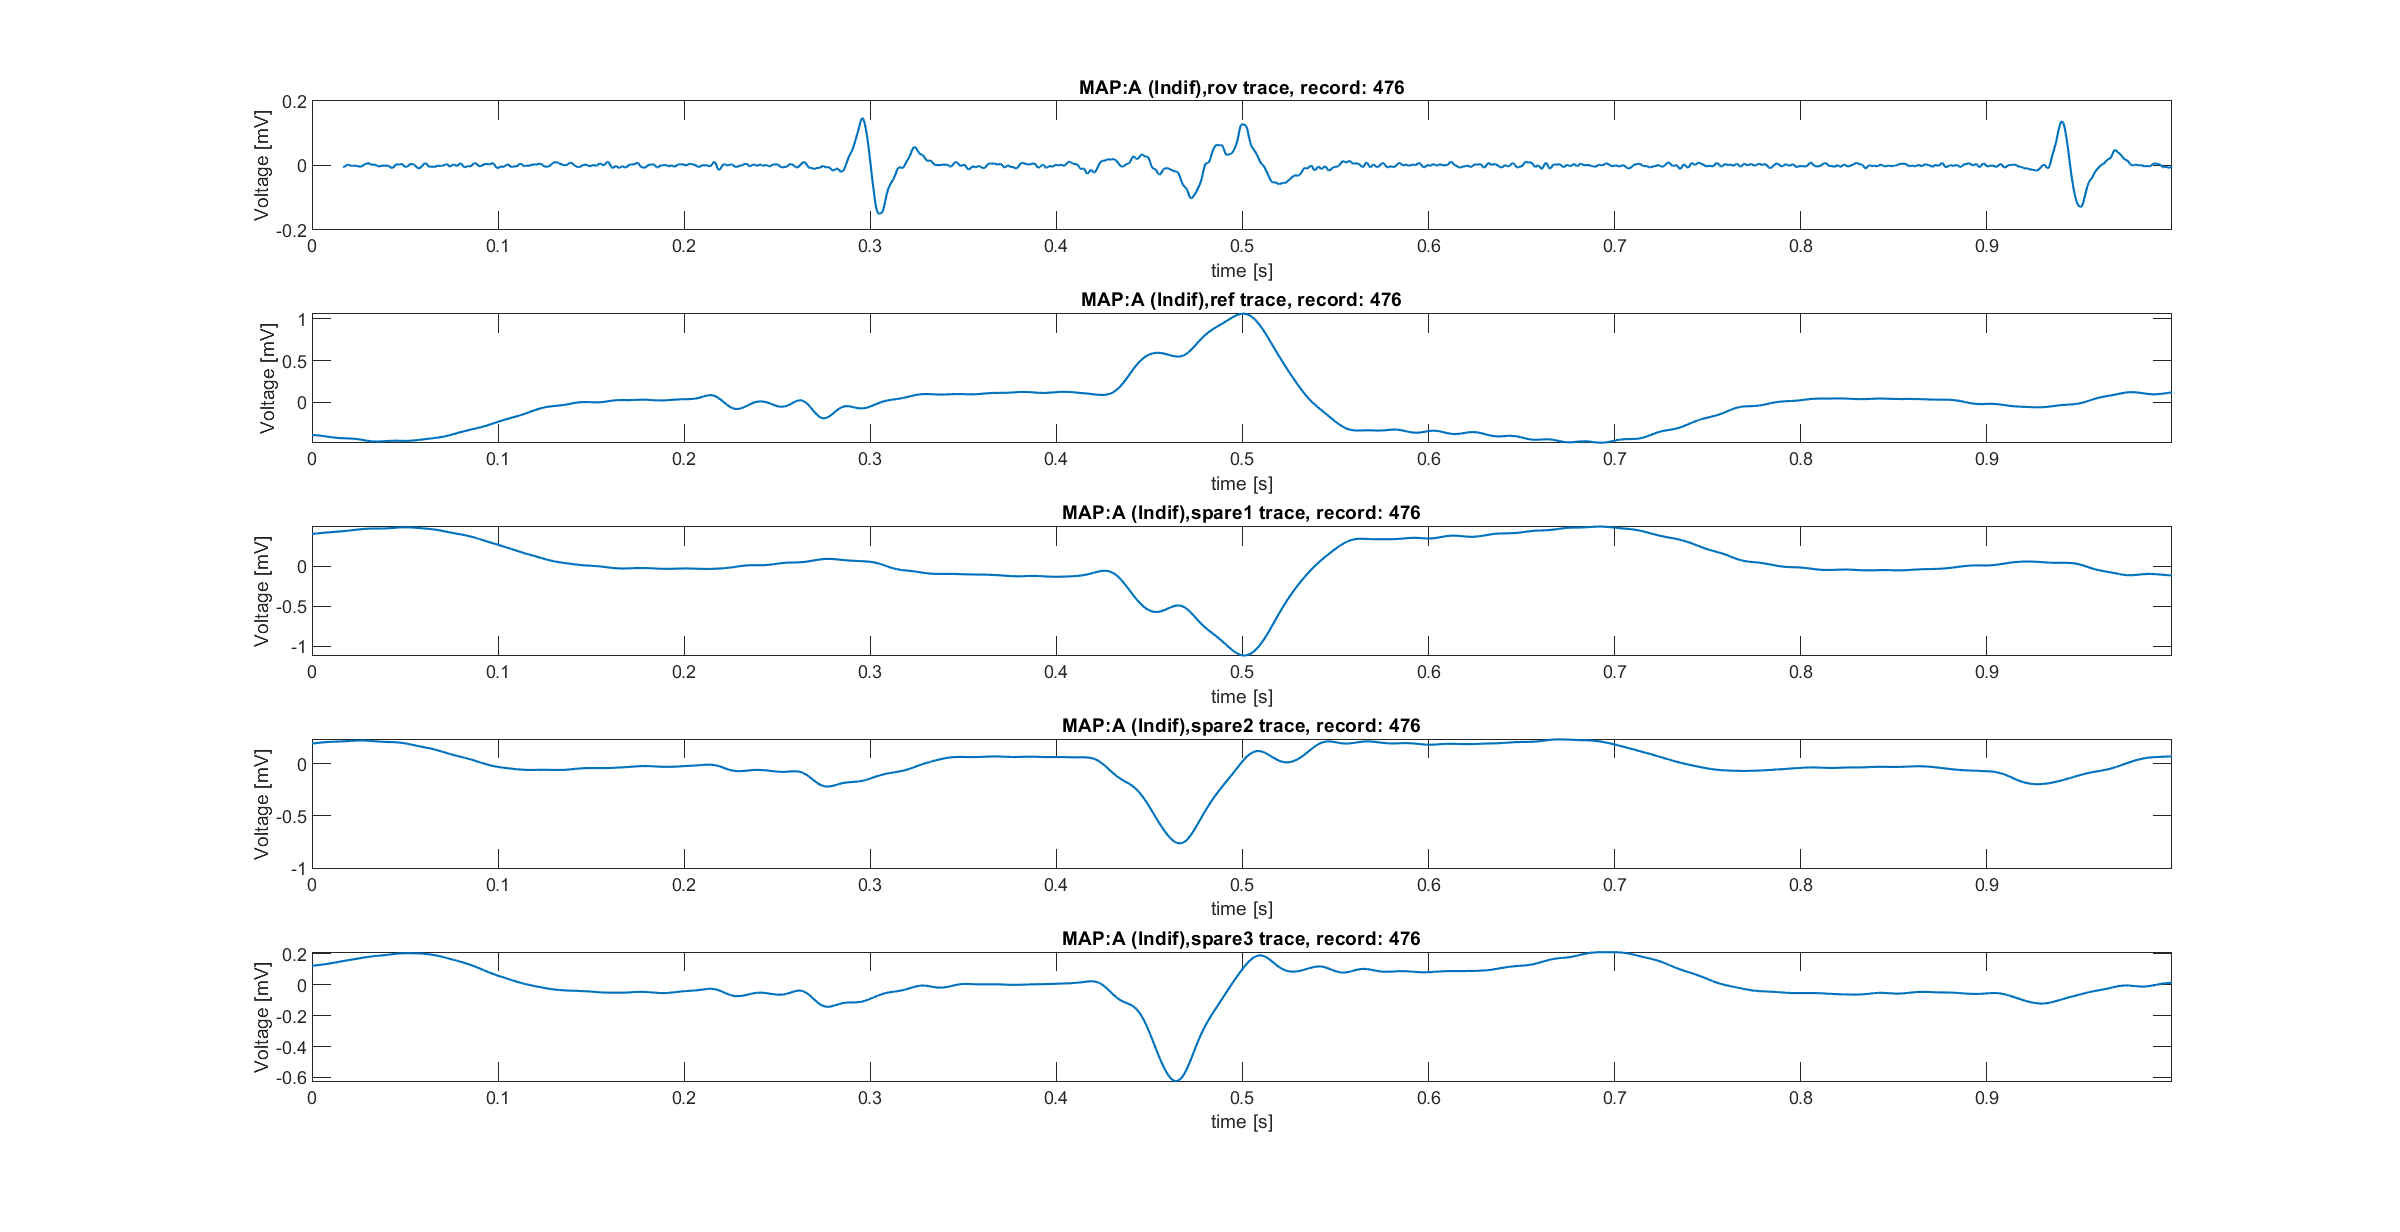 MAP:A (Indif),rov trace, record: 476
Voltage [mV]
0.2
0
-0.2
0 0.1 0.2 0.3 0.4 0.5 0.6 0.7 0.8 0.9
time [s]
MAP:A (Indif),ref trace, record: 476
Voltage [mV]
1
0.5
0
0 0.1 0.2 0.3 0.4 0.5 0.6 0.7 0.8 0.9
time [s]
MAP:A (Indif),spare1 trace, record: 476
Voltage [mV]
0
-0.5
-1
0 0.1 0.2 0.3 0.4 0.5 0.6 0.7 0.8 0.9
time [s]
MAP:A (Indif),spare2 trace, record: 476
Voltage [mV]
0
-0.5
-1
0 0.1 0.2 0.3 0.4 0.5 0.6 0.7 0.8 0.9
time [s]
MAP:A (Indif),spare3 trace, record: 476
Voltage [mV]
0.2
0
-0.2
-0.4
-0.6
0 0.1 0.2 0.3 0.4 0.5 0.6 0.7 0.8 0.9
time [s]